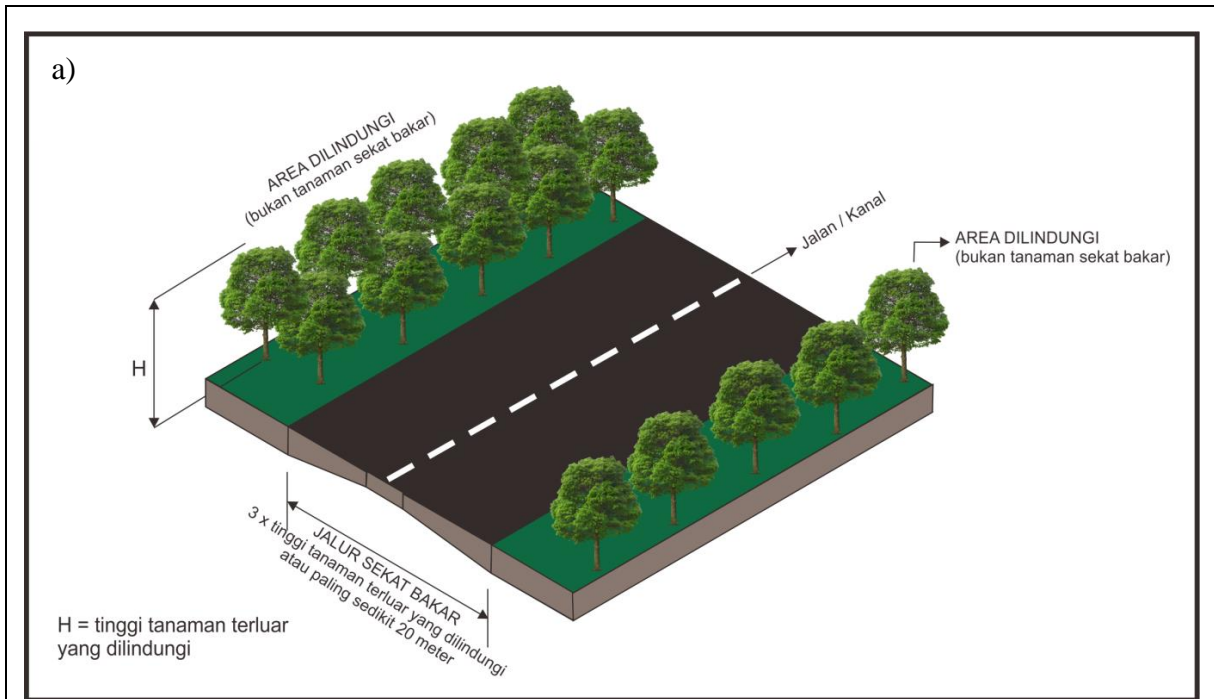 a)
AREA DILINDUNGI
(bukan tanaman sekat bakar)
Jalan / Kanal
AREA DILINDUNGI
(bukan tanaman sekat bakar)
H
JALUR SEKAT BAKAR
3 x tinggi tanaman terluar yang dilindungi
atau paling sedikit 20 meter
H = tinggi tanaman terluar
yang dilindungi